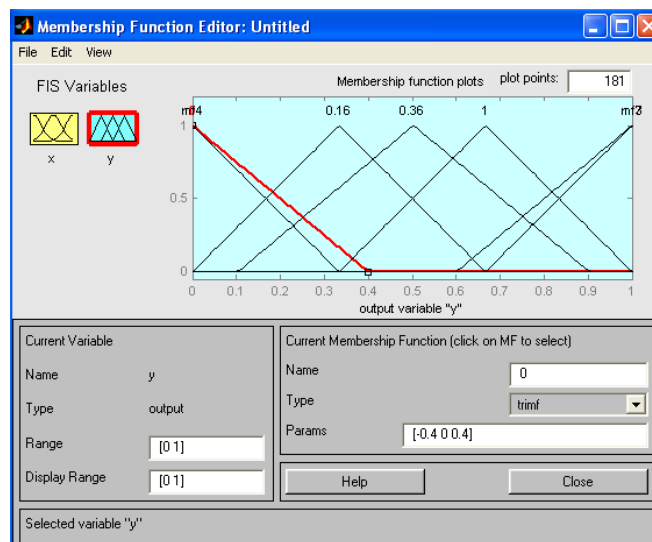 Membership Function Editor: Untitled
File Edit View
FIS Variables
Membership function plots plot points: 181
x y
0.16 0.36 1
1
0.5
0
0 0.1 0.2 0.3 0.4 0.5 0.6 0.7 0.8 0.9 1
output variable "y"
Current Variable
Name y
Type output
Range [0 1]
Display Range [0 1]
Current Membership Function (click on MF to select)
Name 0
Type trimf
Params [-0.4 0 0.4]
Help Close
Selected variable "y"